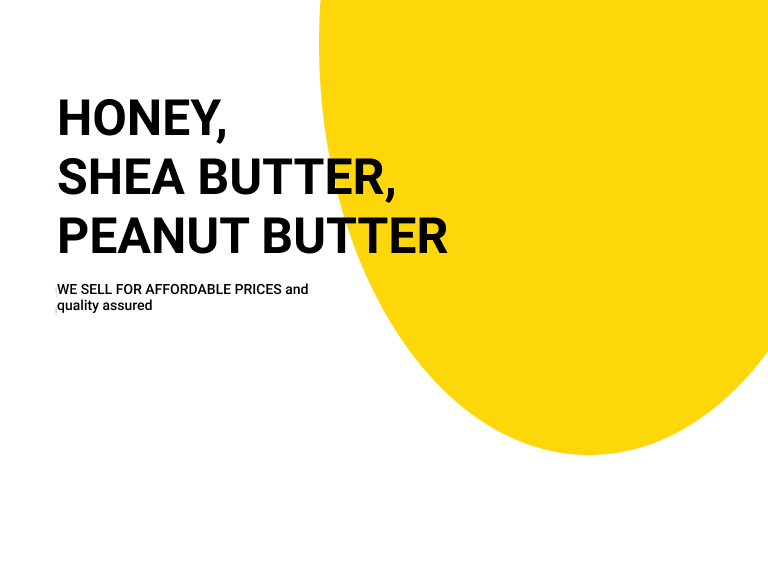 HONEY,
SHEA BUTTER,
PEANUT BUTTER
WE SELL FOR AFFORDABLE PRICES and
quality assured